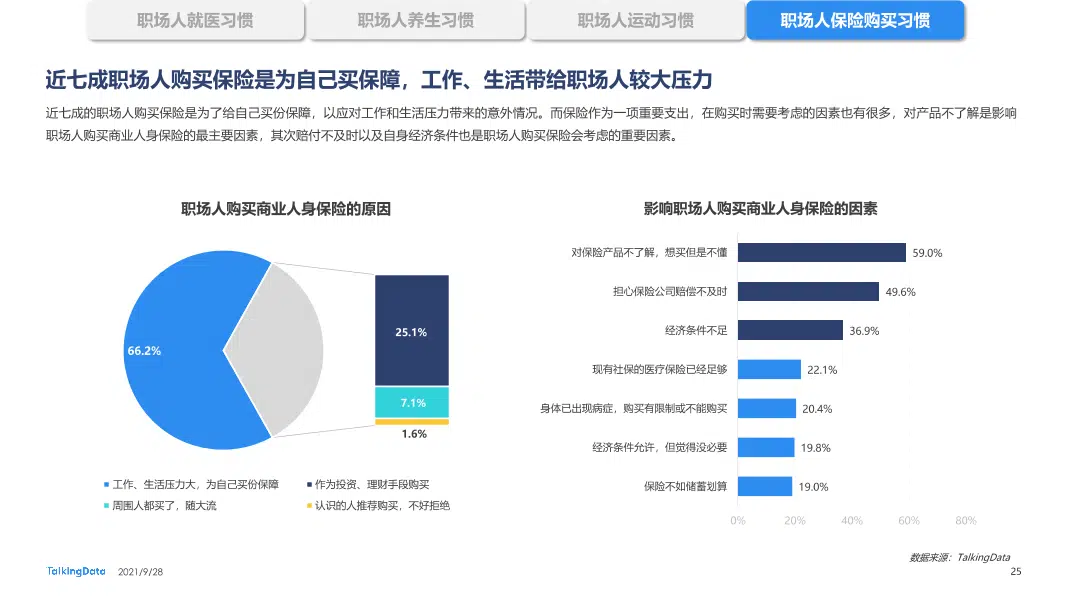 职场人就医习惯
职场人养生习惯
职场人运动习惯
职场人保险购买习惯
近七成职场人购买保险是为自己买保障，工作、生活带给职场人较大压力
近七成的职场人购买保险是为了给自己买份保障，以应对工作和生活压力带来的意外情况。而保险作为一项重要支出，在购买时需要考虑的因素也有很多，对产品不了解是影响
职场人购买商业人身保险的最主要因素，其次赔付不及时以及自身经济条件也是职场人购买保险会考虑的重要因素。
职场人购买商业人身保险的原因
66.2%
25.1%
7.1%
1.6%
工作、生活压力大，为自己买份保障
作为投资、理财手段购买
周围人都买了，随大流
认识的人推荐购买，不好拒绝
影响职场人购买商业人身保险的因素
对保险产品不了解，想买但是不懂 59.0%
担心保险公司赔偿不及时 49.6%
经济条件不足 36.9%
现有社保的医疗保险已经足够 22.1%
身体已出现病症，购买有限制或不能购买 20.4%
经济条件允许，但觉得没必要 19.8%
保险不如储蓄划算 19.0%
0% 20% 40% 60% 80%
数据来源：TalkingData
TalkingData 2021/9/28
25